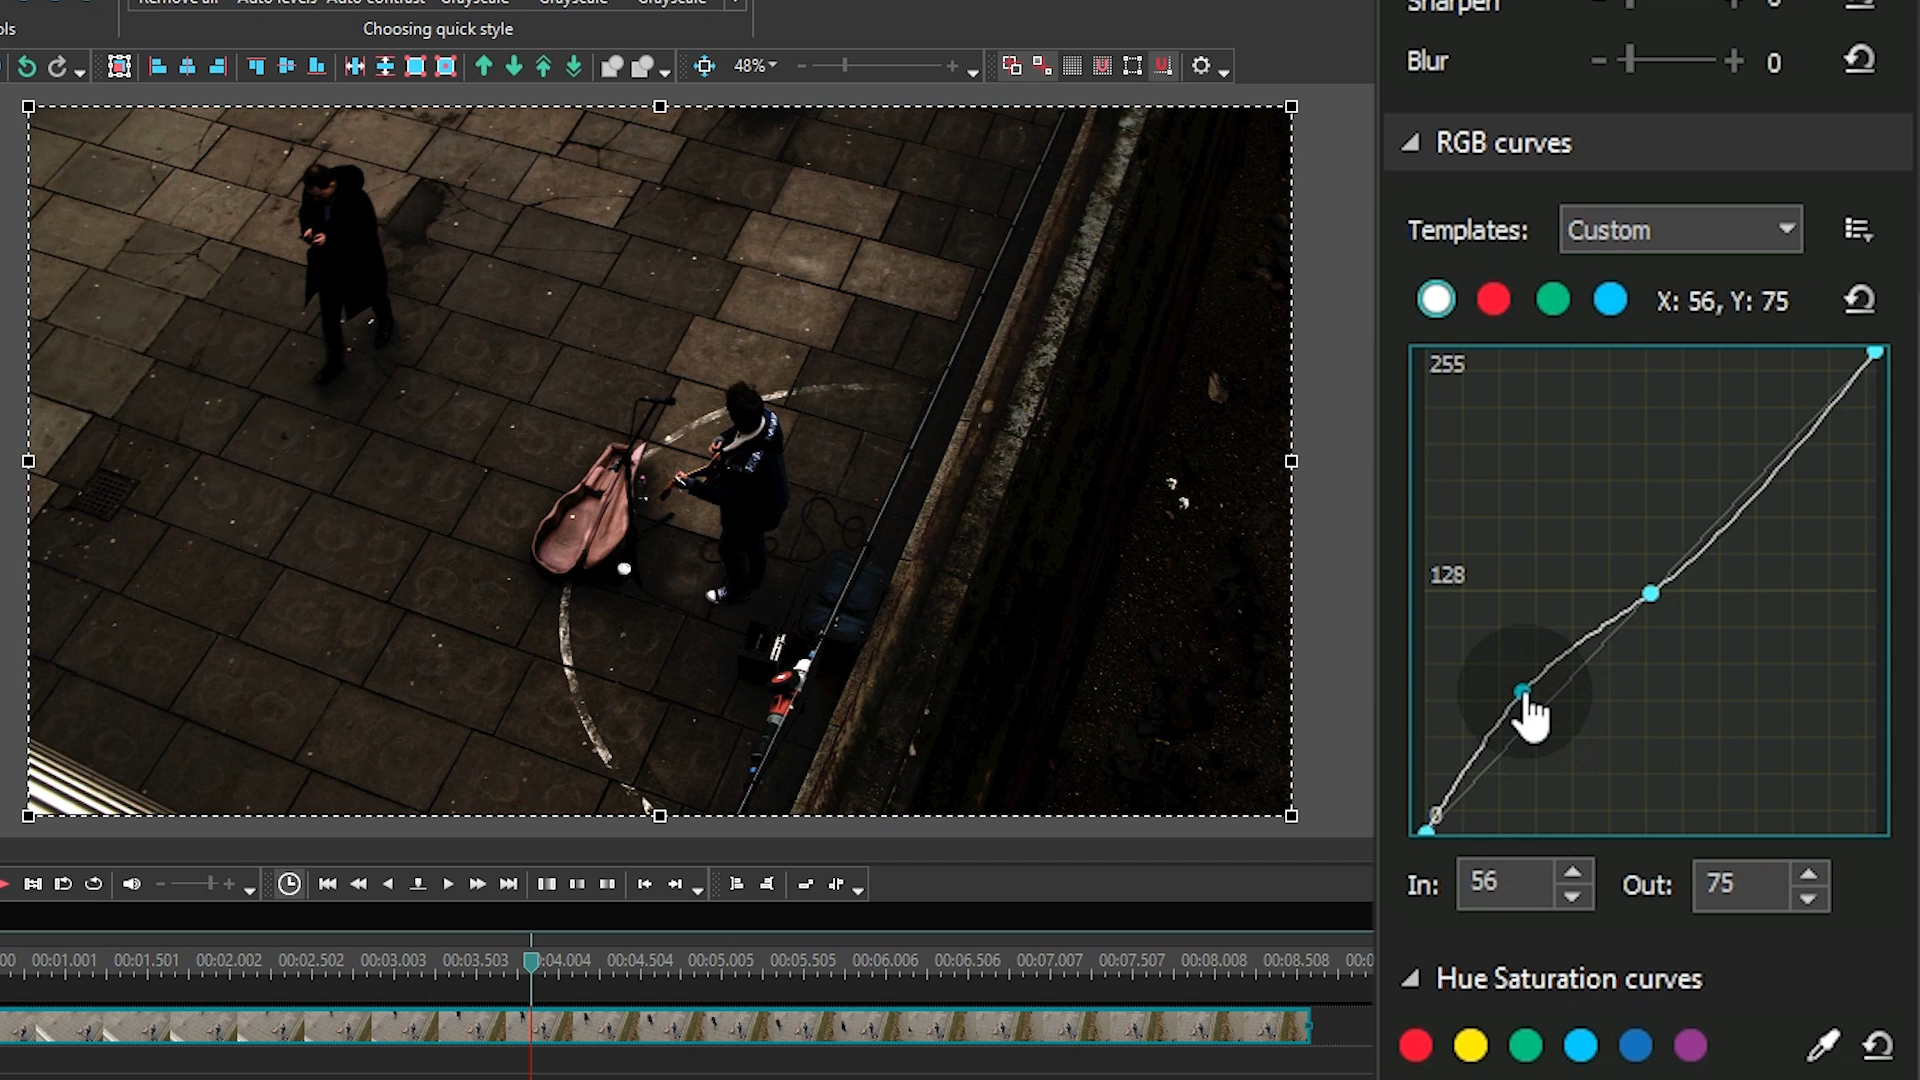 Remove all Auto levels Auto contrast Grayscale Grayscale Grayscale
Choosing quick style
48%
Sharpen
Blur 0
RGB curves
Templates: Custom
X: 56, Y: 75
255
128
0
In: 56 Out: 75
00:01.001 00:01.501 00:02.002 00:02.502 00:03.003 00:03.503 :04.004 00:04.504 00:05.005 00:05.505 00:06.006 00:06.506 00:07.007 00:07.507 00:08.008 00:08.508
Hue Saturation curves